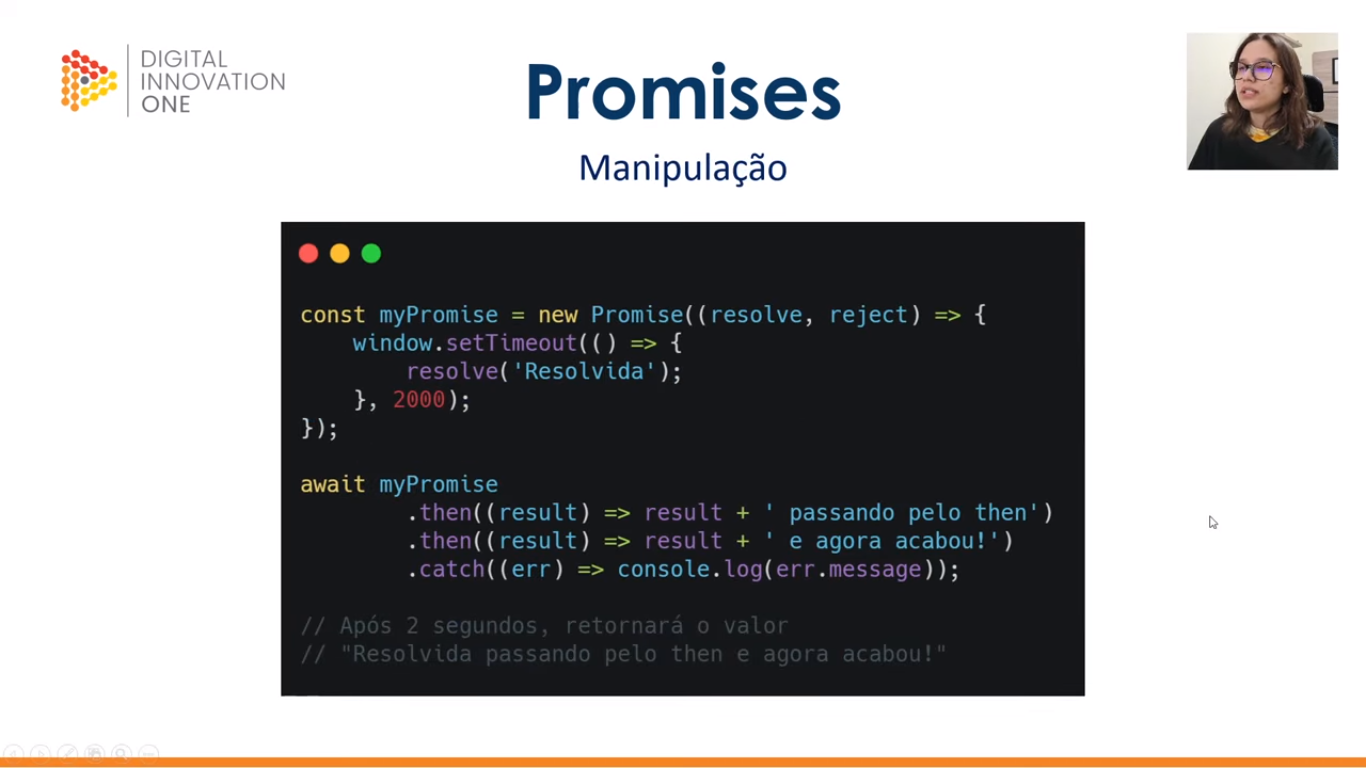 DIGITAL
INNOVATION
ONE
Promises
Manipulação
const myPromise = new Promise((resolve, reject) => {
    window.setTimeout(() => {
        resolve('Resolvida');
    }, 2000);
});
await myPromise
        .then((result) => result + ' passando pelo then')
        .then((result) => result + ' e agora acabou!')
        .catch((err) => console.log(err.message));
// Após 2 segundos, retornará o valor
// "Resolvida passando pelo then e agora acabou!"